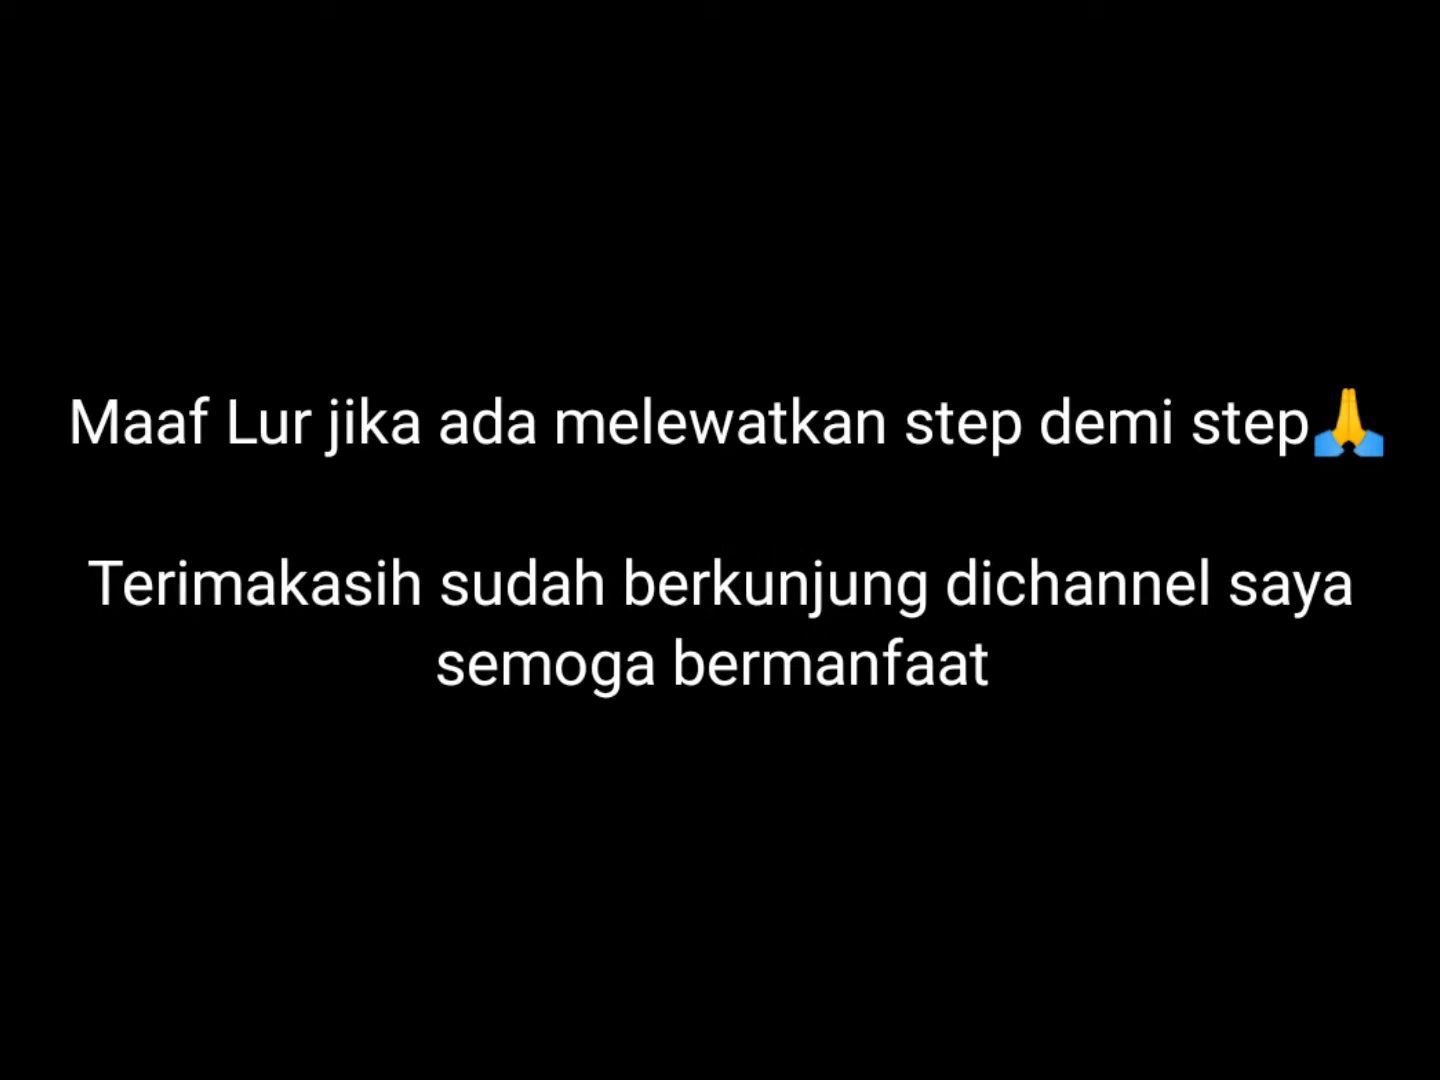 Maaf Lur jika ada melewatkan step demi step🙏
Terimakasih sudah berkunjung dichannel saya
semoga bermanfaat